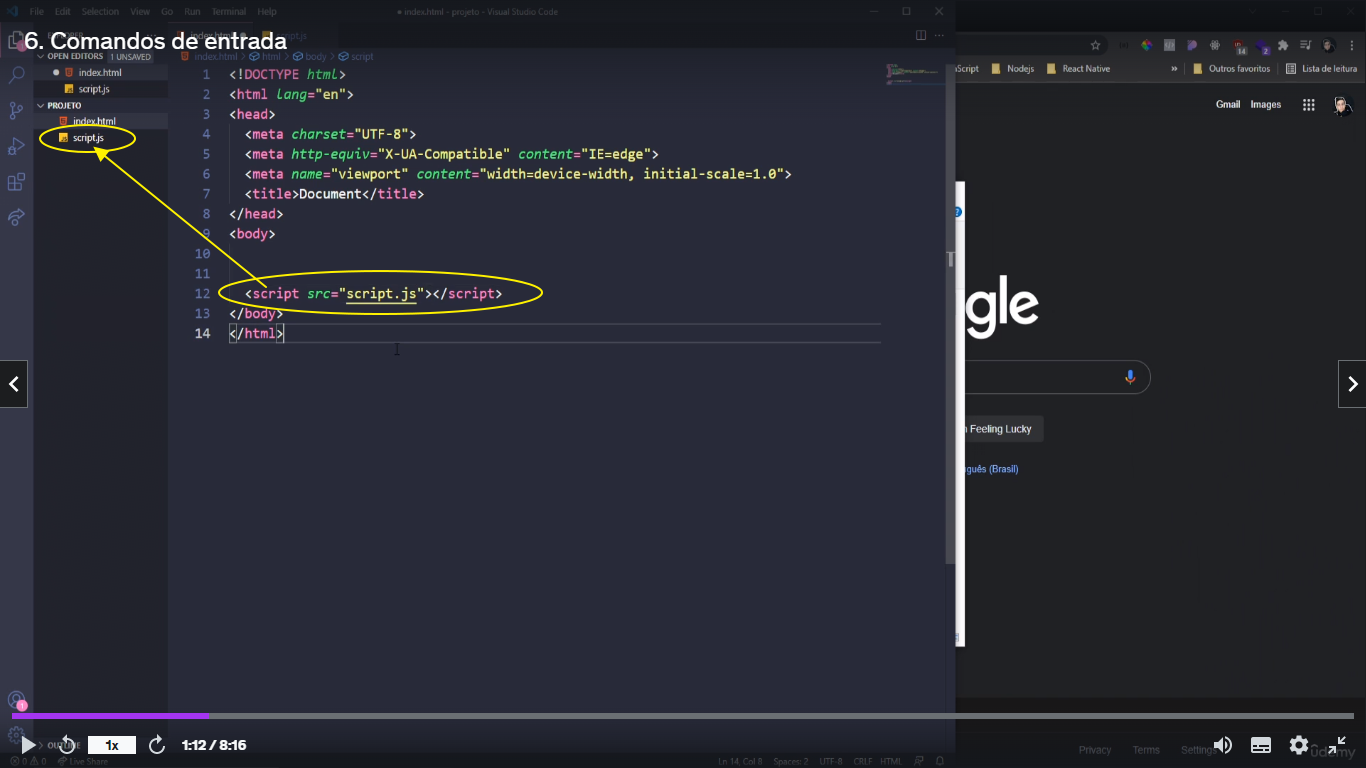 File Edit Selection View Go Run Terminal Help
● index.html - projeto - Visual Studio Code
6. Comandos de entrada
OPEN EDITORS 1 UNSAVED
index.html
script.js
PROJETO
index.html
script.js
index.html > html > body > script
1 <!DOCTYPE html>
2 <html lang="en">
3 <head>
4 <meta charset="UTF-8">
5 <meta http-equiv="X-UA-Compatible" content="IE=edge">
6 <meta name="viewport" content="width=device-width, initial-scale=1.0">
7 <title>Document</title>
8 </head>
9 <body>
10
11
12 <script src="script.js"></script>
13 </body>
14 </html>
Script Nodejs React Native » Outros favoritos Lista de leitura
14 2
Gmail Images
gle
Feeling Lucky
guês (Brasil)
Privacy Terms Settings
1
OUTLINE
1x
1:12 / 8:16
ûdemy
0 0 Live Share
Ln 14, Col 8 Spaces: 2 UTF-8 CRLF HTML